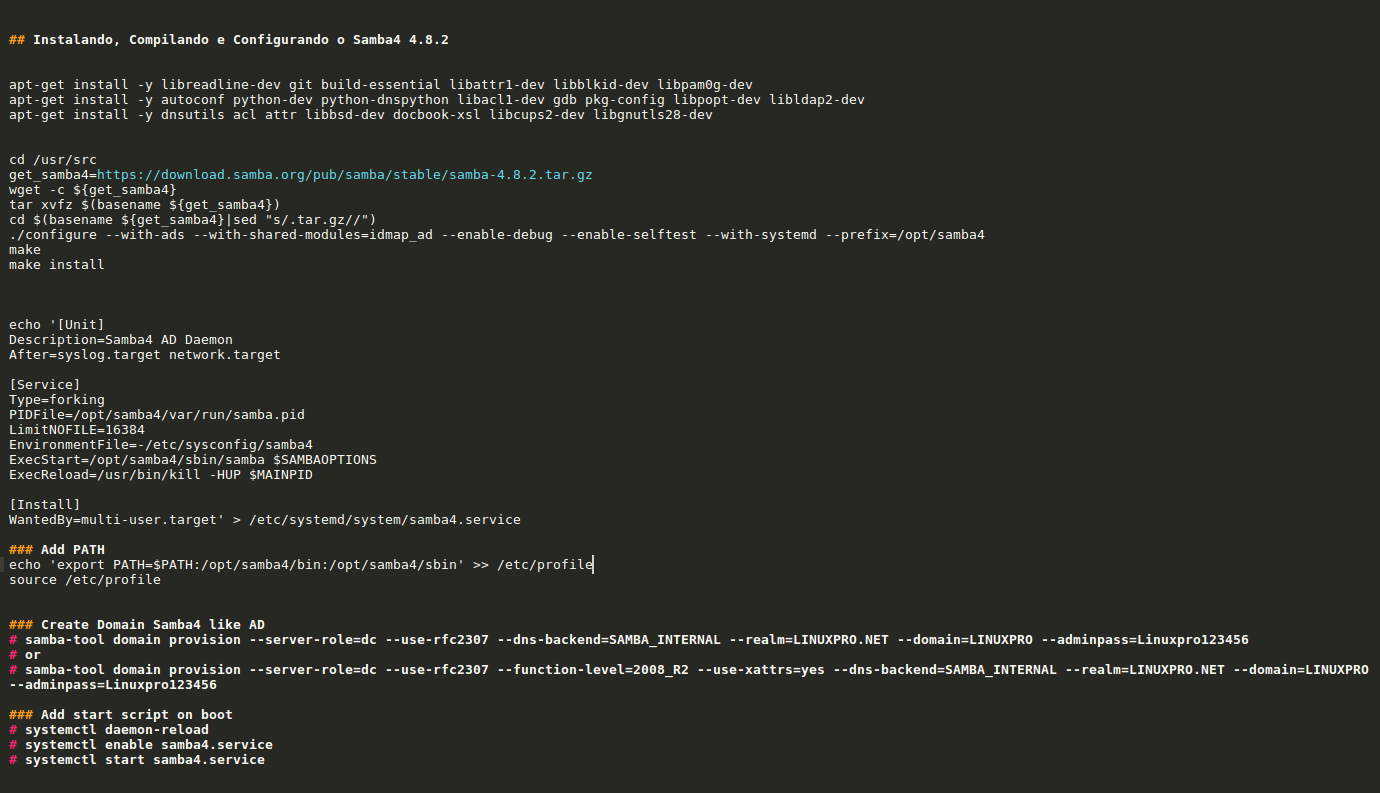 ## Instalando, Compilando e Configurando o Samba4 4.8.2
apt-get install -y libreadline-dev git build-essential libattr1-dev libblkid-dev libpam0g-dev
apt-get install -y autoconf python-dev python-dnspython libacl1-dev gdb pkg-config libpopt-dev libldap2-dev
apt-get install -y dnsutils acl attr libbsd-dev docbook-xsl libcups2-dev libgnutls28-dev
cd /usr/src
get_samba4=https://download.samba.org/pub/samba/stable/samba-4.8.2.tar.gz
wget -c ${get_samba4}
tar xvfz $(basename ${get_samba4})
cd $(basename ${get_samba4}|sed "s/.tar.gz//")
./configure --with-ads --with-shared-modules=idmap_ad --enable-debug --enable-selftest --with-systemd --prefix=/opt/samba4
make
make install
echo '[Unit]
Description=Samba4 AD Daemon
After=syslog.target network.target
[Service]
Type=forking
PIDFile=/opt/samba4/var/run/samba.pid
LimitNOFILE=16384
EnvironmentFile=-/etc/sysconfig/samba4
ExecStart=/opt/samba4/sbin/samba $SAMBAOPTIONS
ExecReload=/usr/bin/kill -HUP $MAINPID
[Install]
WantedBy=multi-user.target' > /etc/systemd/system/samba4.service
### Add PATH
echo 'export PATH=$PATH:/opt/samba4/bin:/opt/samba4/sbin' >> /etc/profile
source /etc/profile
### Create Domain Samba4 like AD
# samba-tool domain provision --server-role=dc --use-rfc2307 --dns-backend=SAMBA_INTERNAL --realm=LINUXPRO.NET --domain=LINUXPRO --adminpass=Linuxpro123456
# or
# samba-tool domain provision --server-role=dc --use-rfc2307 --function-level=2008_R2 --use-xattrs=yes --dns-backend=SAMBA_INTERNAL --realm=LINUXPRO.NET --domain=LINUXPRO
--adminpass=Linuxpro123456
### Add start script on boot
# systemctl daemon-reload
# systemctl enable samba4.service
# systemctl start samba4.service